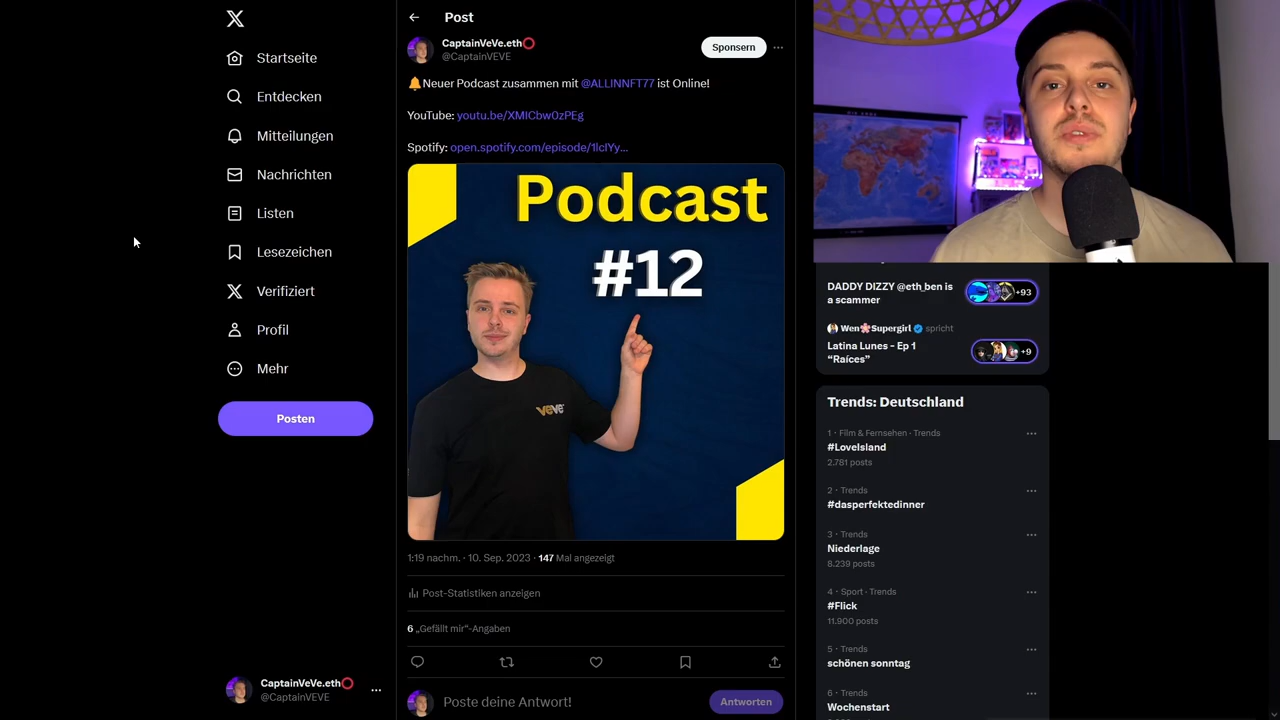 Startseite
Entdecken
Mitteilungen
Nachrichten
Listen
Lesezeichen
Verifiziert
Profil
Mehr
Posten
CaptainVeVe.eth⭕
@CaptainVEVE
Post
CaptainVeVe.eth⭕
@CaptainVEVE
Sponsern
🔔Neuer Podcast zusammen mit @ALLINNFT77 ist Online!
YouTube: youtu.be/XMICbw0zPEg
Spotify: open.spotify.com/episode/1lclYy...
Podcast
#12
VEVE
1:19 nachm. · 10. Sep. 2023 · 147 Mal angezeigt
Post-Statistiken anzeigen
6 „Gefällt mir“-Angaben
Poste deine Antwort!
Antworten
DADDY DIZZY @eth_ben is
a scammer
+93
Wen🌸Supergirl spricht
Latina Lunes - Ep 1
“Raíces”
+9
Trends: Deutschland
1 · Film & Fernsehen · Trends
#LoveIsland
2.781 posts
2 · Trends
#dasperfektedinner
3 · Trends
Niederlage
8.239 posts
4 · Sport · Trends
#Flick
11.900 posts
5 · Trends
schönen sonntag
6 · Trends
Wochenstart